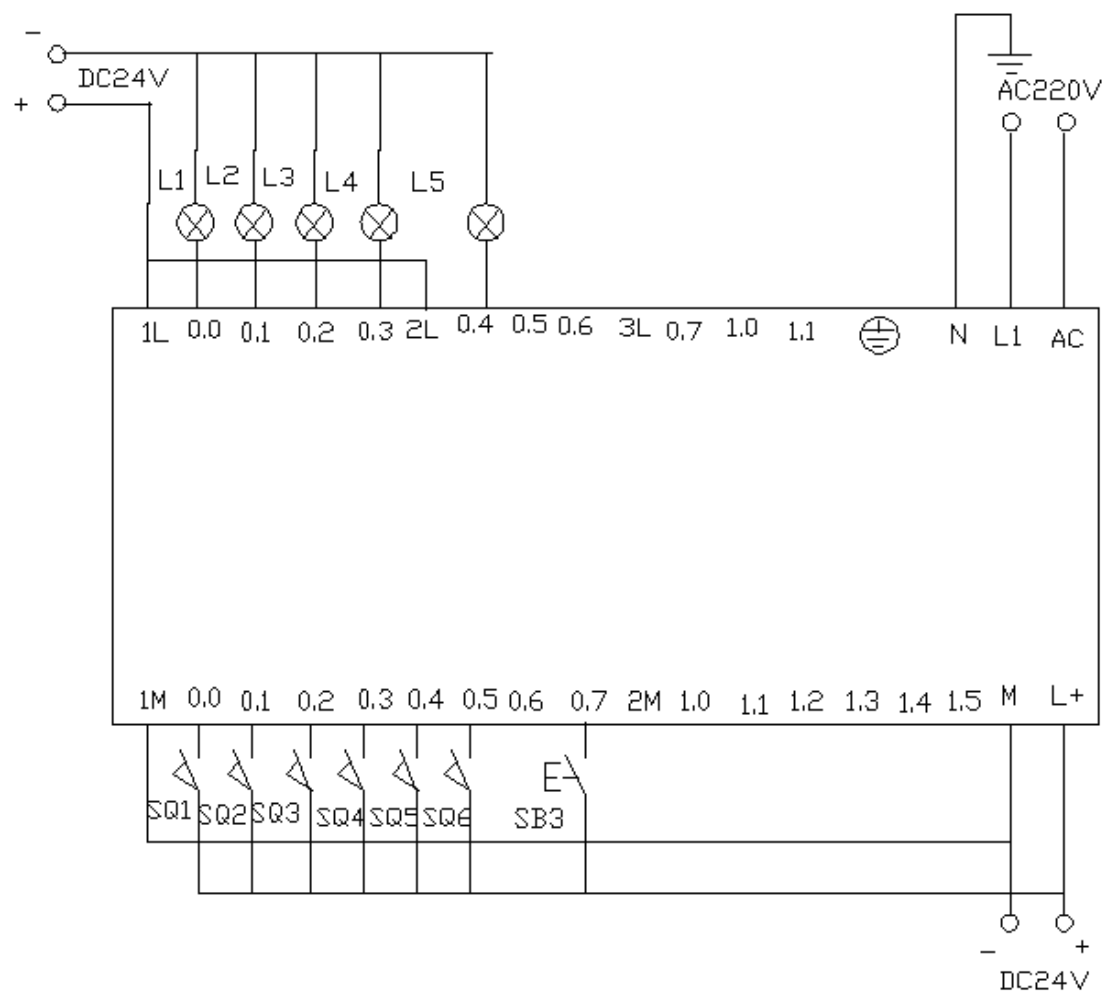 -
DC24V
+
AC220V
L1 L2 L3 L4 L5
1L 0.0 0.1 0.2 0.3 2L 0.4 0.5 0.6 3L 0.7 1.0 1.1 N L1 AC
1M 0.0 0.1 0.2 0.3 0.4 0.5 0.6 0.7 2M 1.0 1.1 1.2 1.3 1.4 1.5 M L+
SQ1 SQ2 SQ3 SQ4 SQ5 SQ6 SB3
- +
DC24V